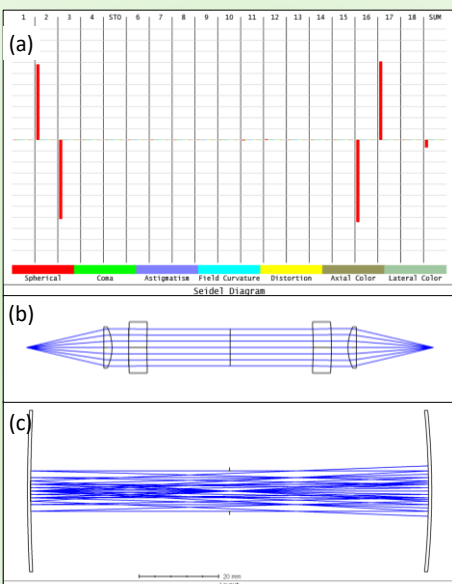 1 2 3 4 STO 6 7 8 9 10 11 12 13 14 15 16 17 18 SUM
(a)
Spherical Coma Astigmatism Field Curvature Distortion Axial Color Lateral Color
Seidel Diagram
(b)
(c)
20 mm